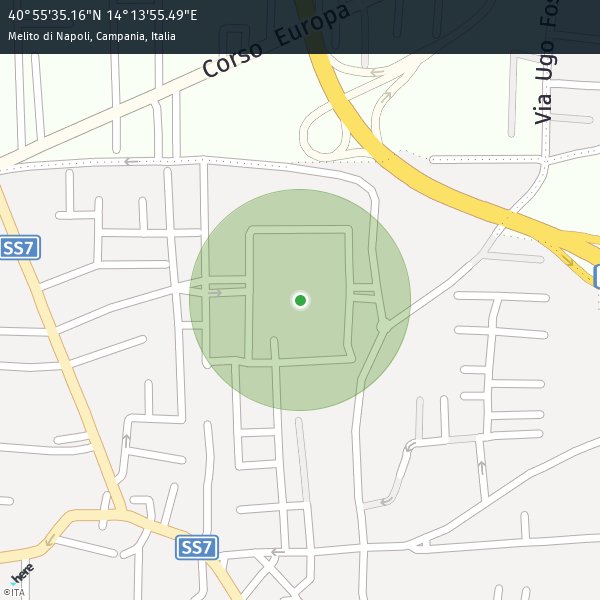 40°55'35.16"N 14°13'55.49"E
Melito di Napoli, Campania, Italia
Corso Europa
Via Ugo Fos
SS7
SS7
here
©ITA